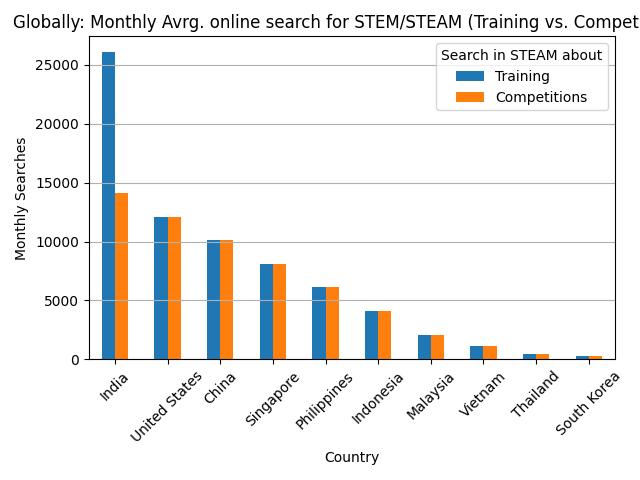 Globally: Monthly Avrg. online search for STEM/STEAM (Training vs. Compet
Search in STEAM about
Training
Competitions
Monthly Searches
25000
20000
15000
10000
5000
0
India
United States
China
Singapore
Philippines
Indonesia
Malaysia
Vietnam
Thailand
South Korea
Country